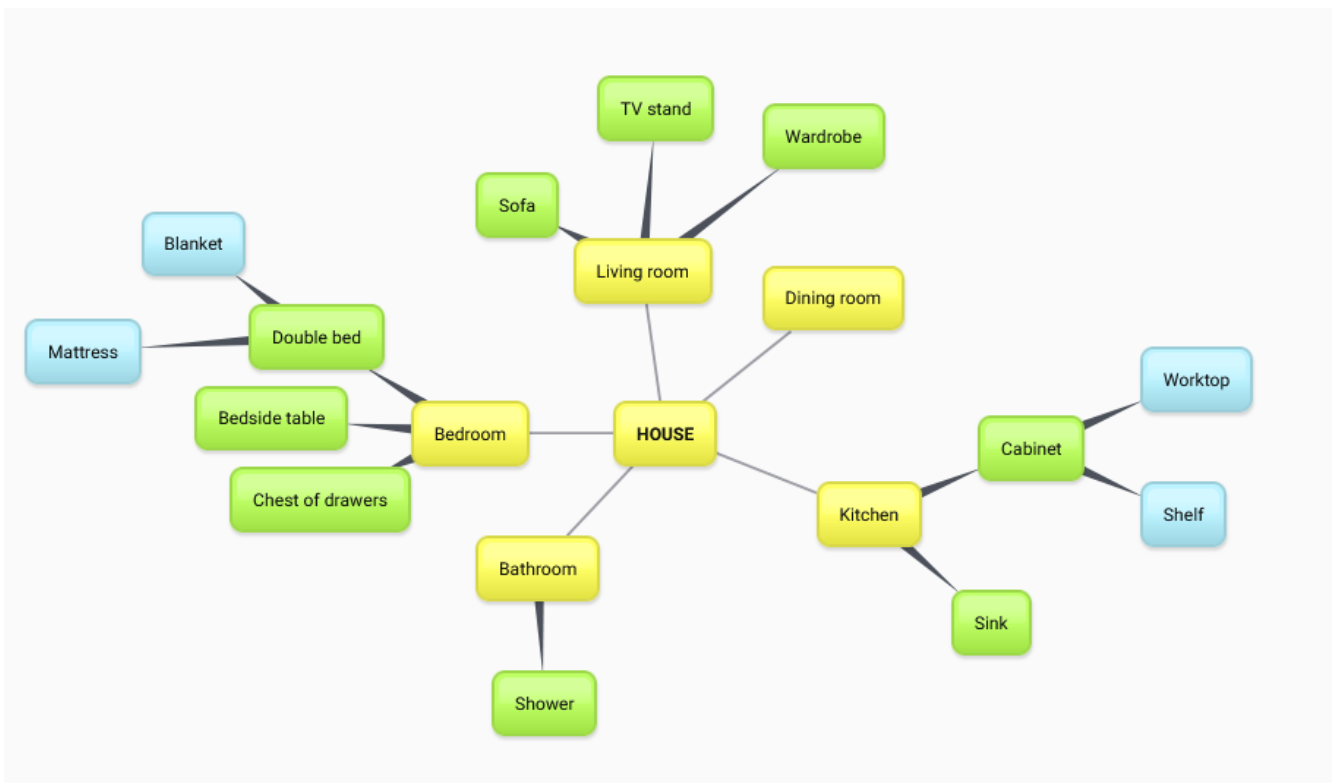 TV stand
Wardrobe
Sofa
Blanket
Living room
Dining room
Double bed
Mattress
Worktop
Bedside table
Bedroom
HOUSE
Cabinet
Chest of drawers
Kitchen
Shelf
Bathroom
Sink
Shower